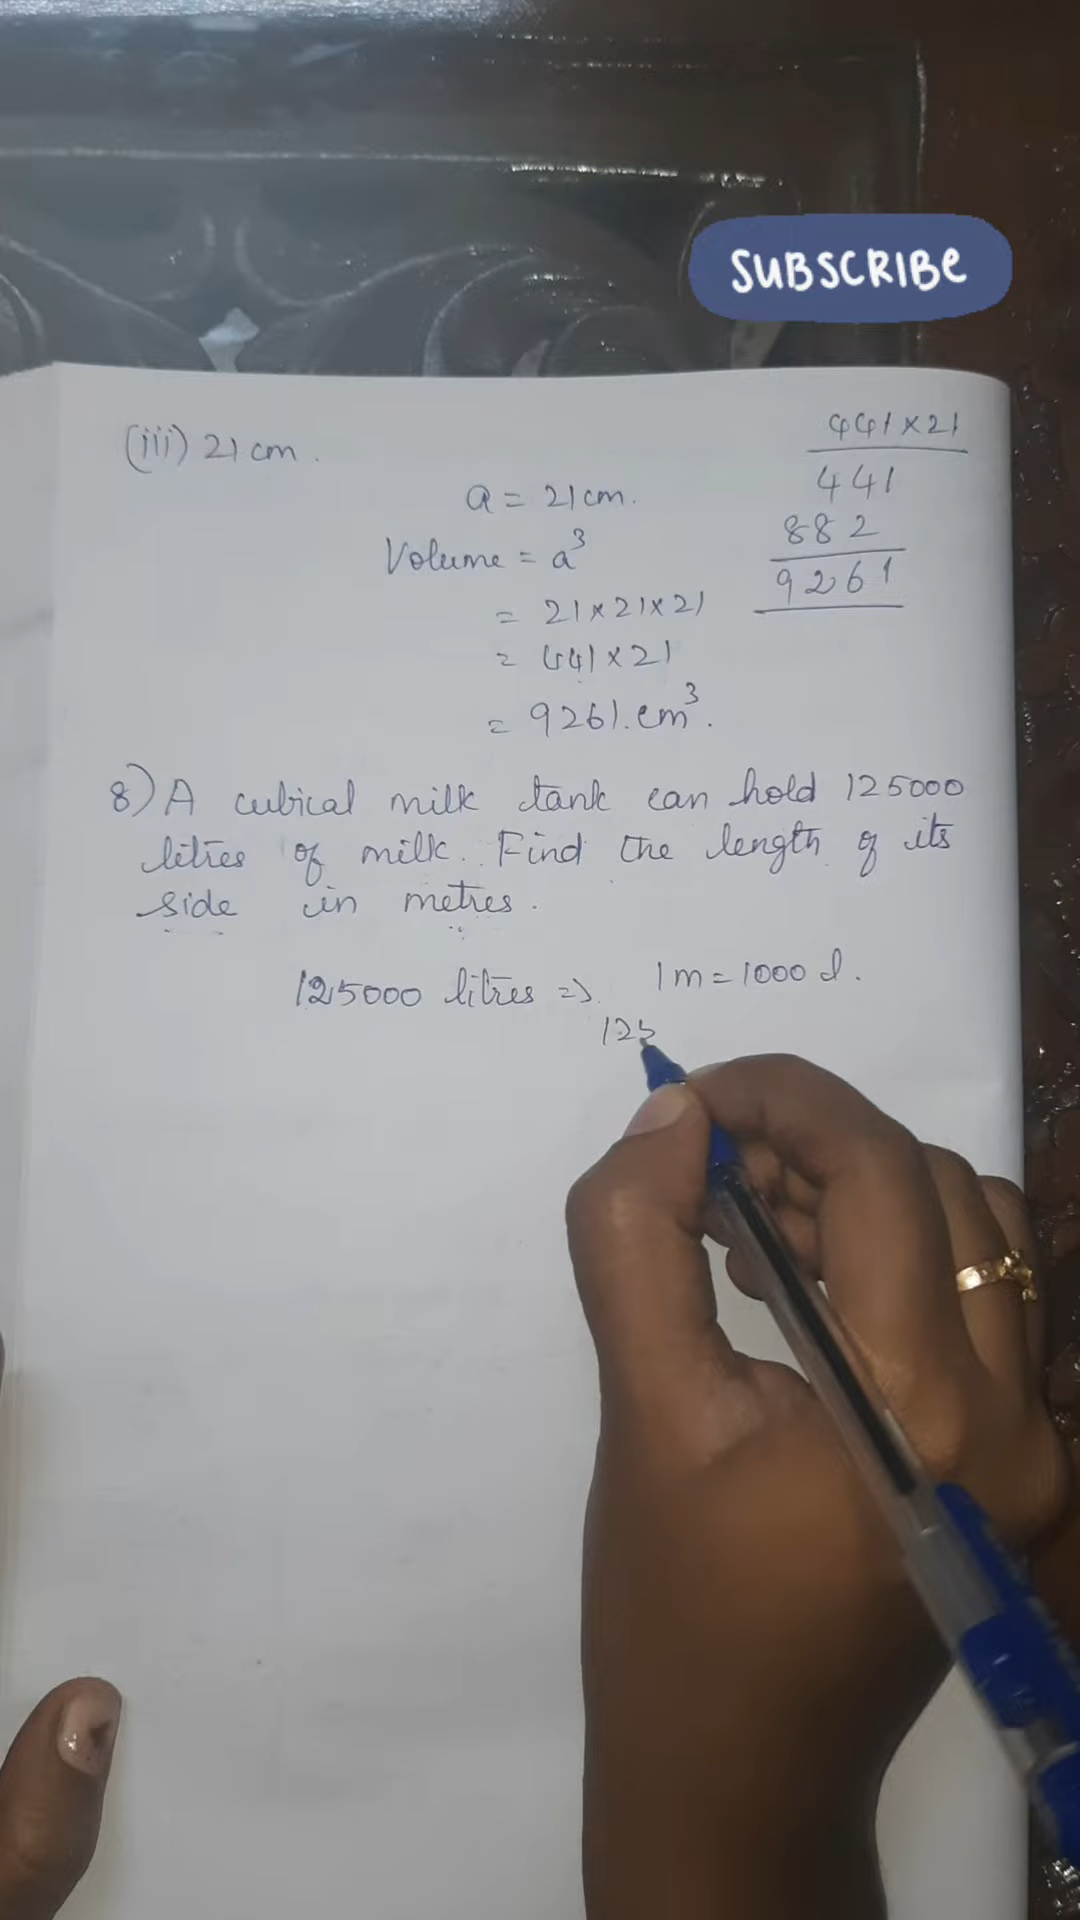 SUBSCRIBE
(iii) 21 cm.
441 x 21
441
882
9261
a = 21 cm.
Volume = a³
= 21 x 21 x 21
= 441 x 21
= 9261. cm³.
8) A cubical milk tank can hold 125000
litres of milk. Find the length of its
side in metres.
125000 litres => 1 m = 1000 l.
125